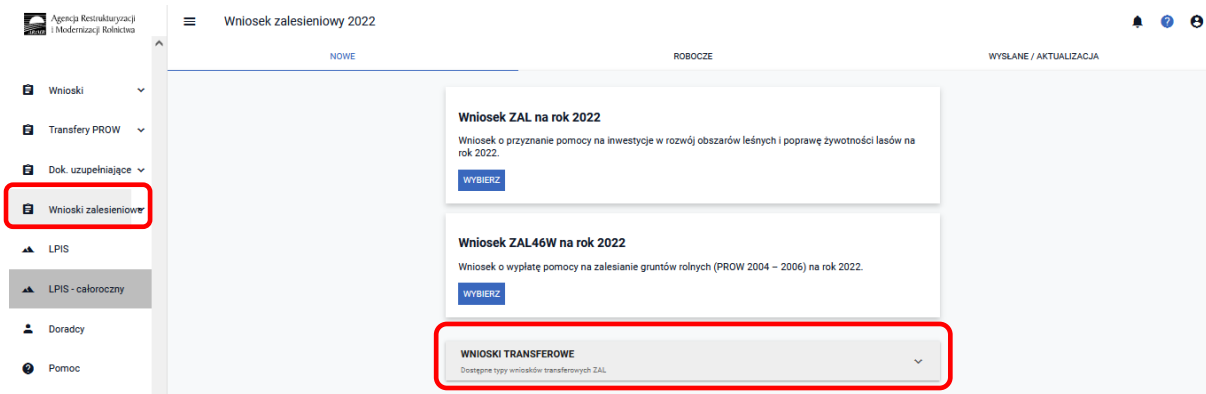 Agencja Restrukturyzacji
i Modernizacji Rolnictwa
Wniosek zalesieniowy 2022
NOWE
ROBOCZE
WYSŁANE / AKTUALIZACJA
Wnioski
Transfery PROW
Dok. uzupełniające
Wnioski zalesieniowe
LPIS
LPIS - całoroczny
Doradcy
Pomoc
Wniosek ZAL na rok 2022
Wniosek o przyznanie pomocy na inwestycje w rozwój obszarów leśnych i poprawę żywotności lasów na
rok 2022.
WYBIERZ
Wniosek ZAL46W na rok 2022
Wniosek o wypłatę pomocy na zalesianie gruntów rolnych (PROW 2004 – 2006) na rok 2022.
WYBIERZ
WNIOSKI TRANSFEROWE
Dostępne typy wniosków transferowych ZAL